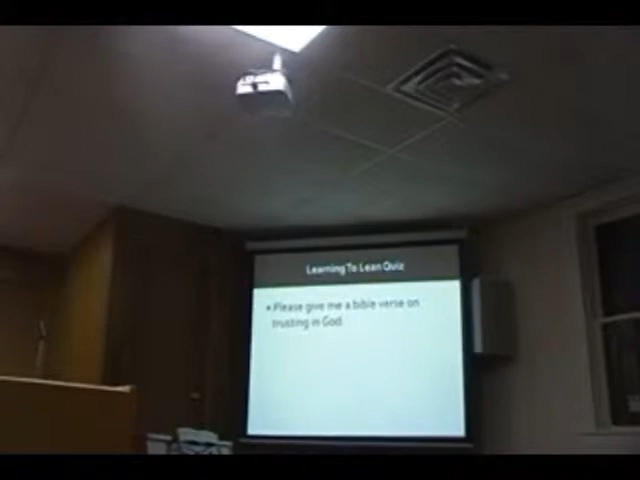 Learning To Lean Quiz
• Please give me a bible verse on
trusting in God